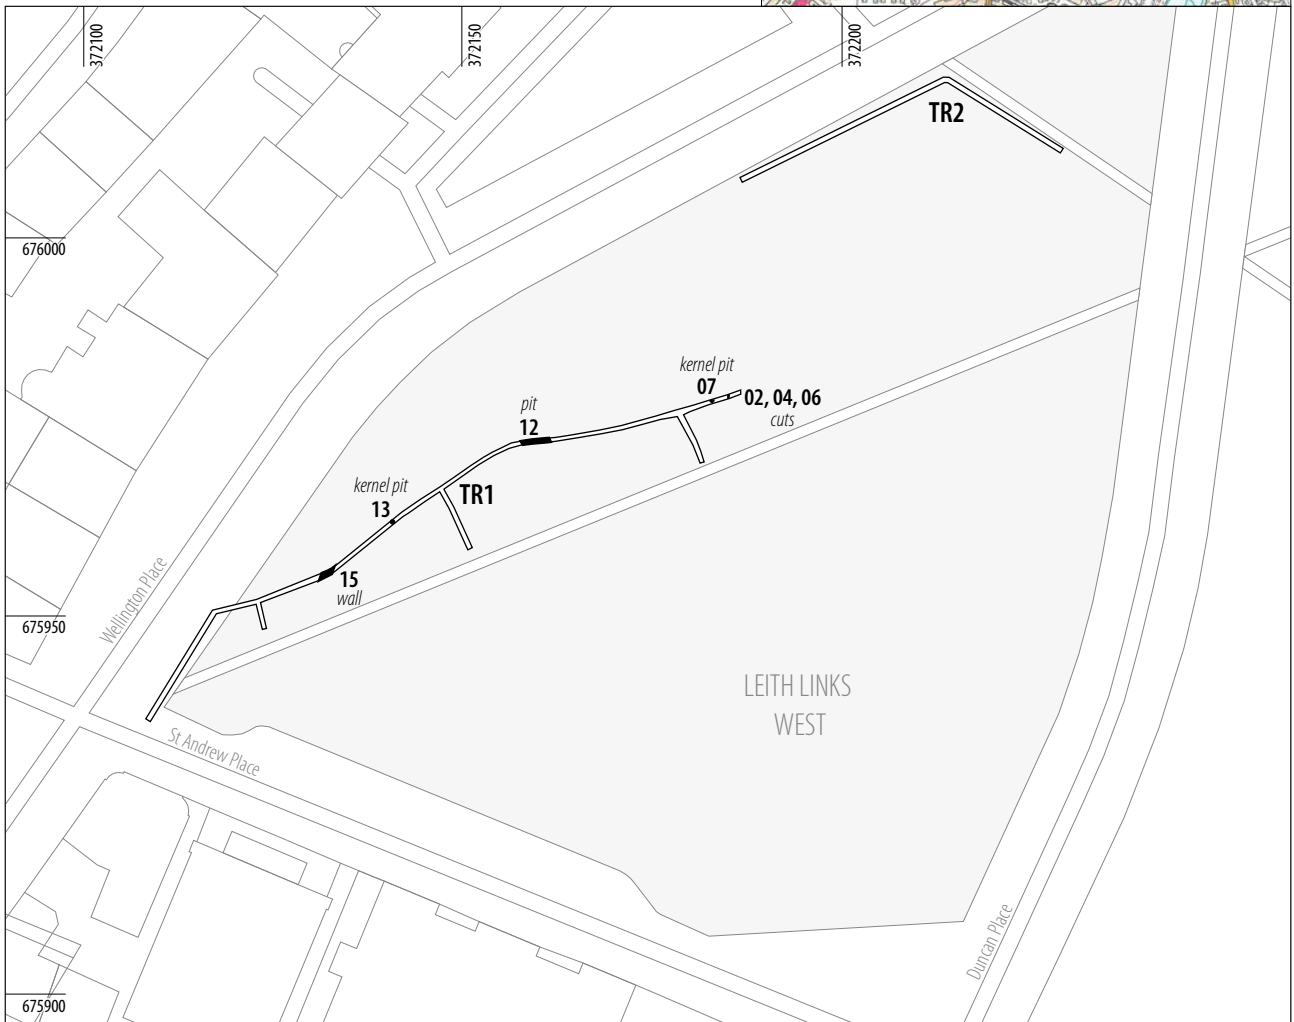 372100
372150
372200
TR2
676000
kernel pit
07
02, 04, 06
cuts
pit
12
kernel pit
13
TR1
15
wall
Wellington Place
675950
LEITH LINKS
WEST
St Andrew Place
Duncan Place
675900